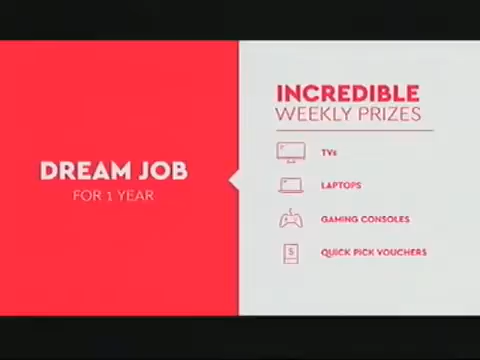 DREAM JOB
FOR 1 YEAR
INCREDIBLE
WEEKLY PRIZES
TVs
LAPTOPS
GAMING CONSOLES
$
QUICK PICK VOUCHERS